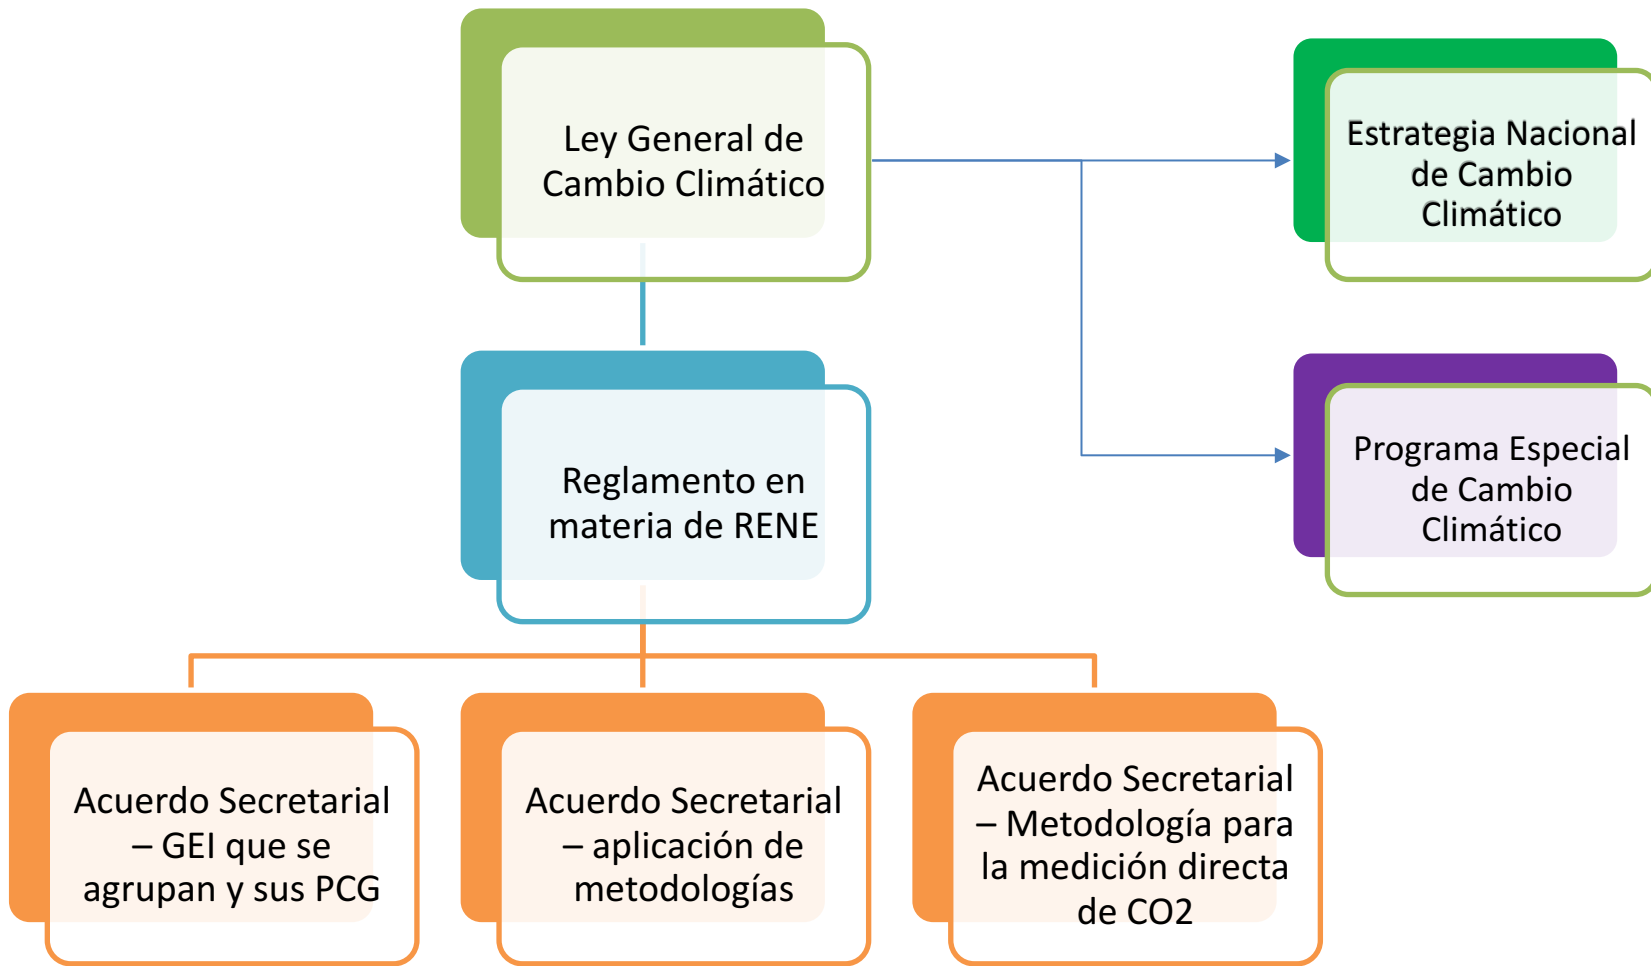 Ley General de
Cambio Climático
Estrategia Nacional
de Cambio
Climático
Reglamento en
materia de RENE
Programa Especial
de Cambio
Climático
Acuerdo Secretarial
– GEI que se
agrupan y sus PCG
Acuerdo Secretarial
– aplicación de
metodologías
Acuerdo Secretarial
– Metodología para
la medición directa
de CO2